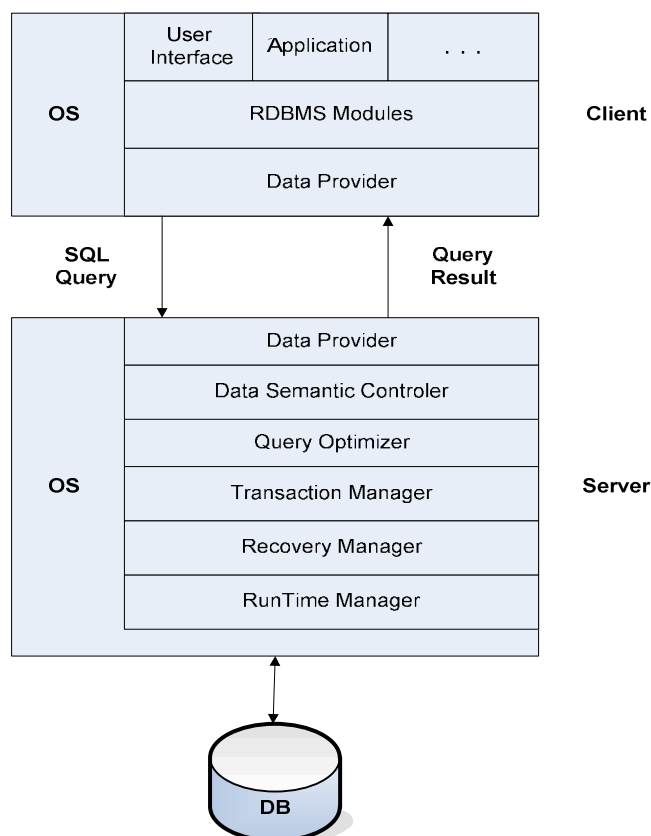 User
Interface
Application
. . .
OS
RDBMS Modules
Client
Data Provider
SQL
Query
Query
Result
Data Provider
Data Semantic Controler
Query Optimizer
OS
Transaction Manager
Server
Recovery Manager
RunTime Manager
DB